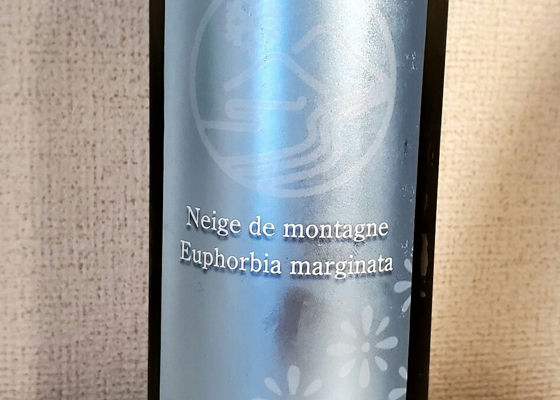 Neige de montagne
Euphorbia marginata